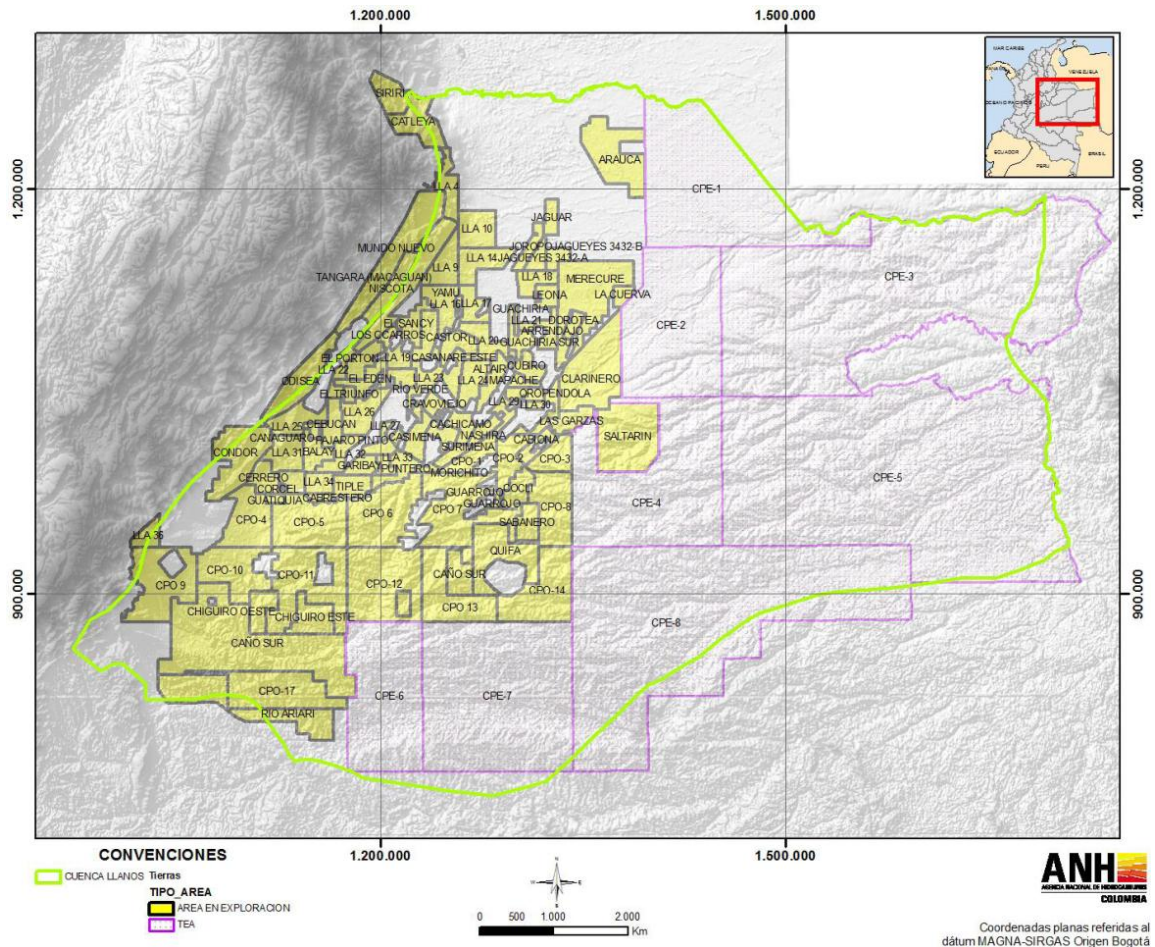 1.200.000 1.500.000
MAR CARIBE
PANAMÁ
VENEZUELA
OCEANO PACIFICO
ECUADOR
PERU
BRASIL
SIRIRI
CATLEYA
ARAUCA
1.200.000 1.200.000
LLA 4
CPE-1
LLA 10
JAGUAR
MUNDO NUEVO
JOROPO JAGUEYES 3432-B
LLA 14 JAGUEYES 3432-A
LLA 9
TANGARA (MACAGUAN)
LLA 18
MERECURE
CPE-3
NISCOTA
YAMU
LEONA
LA CUERVA
LLA 16
LLA 17
GUACHIRIA
EL SANCY
LLA 21
DOROTEA
CPE-2
LOS OCARROS
CASTOR
LLA 20
ARRENDAJO
GUACHIRIA SUR
EL PORTON
LLA 19
CASANARE ESTE
LLA 22
ALTAIR
CUBIRO
ODISEA
EL EDEN
LLA 23
LLA 24
MAPACHE
CLARINERO
EL TRIUNFO
RIO VERDE
OROPENDOLA
CRAVOVIEJO
LLA 29
LLA 30
LLA 26
LLA 25
CEBUCAN
LLA 27
CACHICAMO
LAS GARZAS
CANAGUARO
PAJARO PINTO
CASIMENA
NASHIRA
CABIONA
SALTARIN
CONDOR
LLA 31
BALAY
LLA 32
SURIMENA
GARIBAY
LLA 33
CPO-1
CPO-2
CPO-3
PUNTERO
MORICHITO
CERRERO
CORCEL
LLA 34
TIPLE
CPE-5
GUATIQUIA
CABRESTERO
GUARROJO
COCLI
CPO-4
CPO-5
CPO 6
CPO 7
GUARROJO
CPO-8
CPE-4
SABANERO
LLA 36
QUIFA
CPO 9
CPO-10
CPO-11
CPO-12
CAÑO SUR
CPO-14
900.000 900.000
CHIGUIRO OESTE
CHIGUIRO ESTE
CPO 13
CPE-8
CAÑO SUR
CPO-17
CPE-6
CPE-7
RIO ARIARI
1.200.000 1.500.000
CONVENCIONES
CUENCA LLANOS Tierras
TIPO_AREA
AREA EN EXPLORACION
TEA
N
0 500 1.000 2.000
Km
ANH
AGENCIA NACIONAL DE HIDROCARBUROS
COLOMBIA
Coordenadas planas referidas al
dátum MAGNA-SIRGAS Origen Bogotá